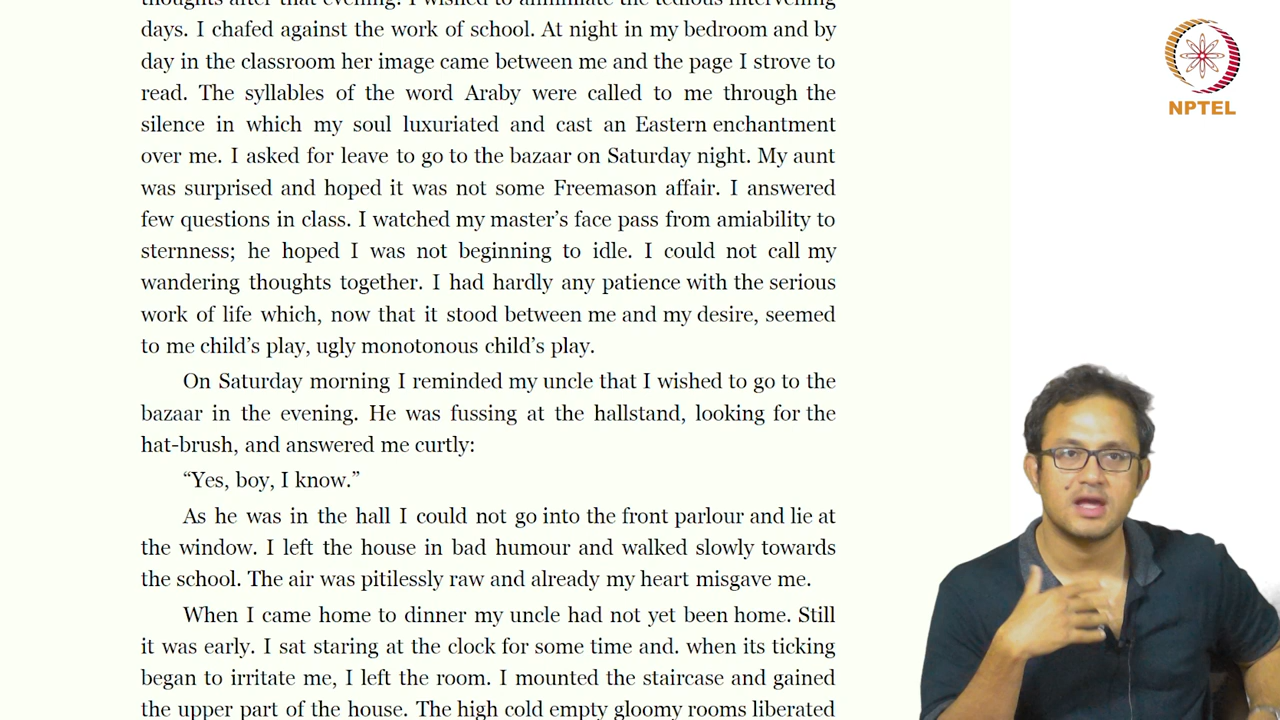 thoughts after that evening! I wished to annihilate the tedious intervening
days. I chafed against the work of school. At night in my bedroom and by
day in the classroom her image came between me and the page I strove to
read. The syllables of the word Araby were called to me through the
silence in which my soul luxuriated and cast an Eastern enchantment
over me. I asked for leave to go to the bazaar on Saturday night. My aunt
was surprised and hoped it was not some Freemason affair. I answered
few questions in class. I watched my master’s face pass from amiability to
sternness; he hoped I was not beginning to idle. I could not call my
wandering thoughts together. I had hardly any patience with the serious
work of life which, now that it stood between me and my desire, seemed
to me child’s play, ugly monotonous child’s play.
On Saturday morning I reminded my uncle that I wished to go to the
bazaar in the evening. He was fussing at the hallstand, looking for the
hat-brush, and answered me curtly:
“Yes, boy, I know.”
As he was in the hall I could not go into the front parlour and lie at
the window. I left the house in bad humour and walked slowly towards
the school. The air was pitilessly raw and already my heart misgave me.
When I came home to dinner my uncle had not yet been home. Still
it was early. I sat staring at the clock for some time and. when its ticking
began to irritate me, I left the room. I mounted the staircase and gained
the upper part of the house. The high cold empty gloomy rooms liberated
NPTEL